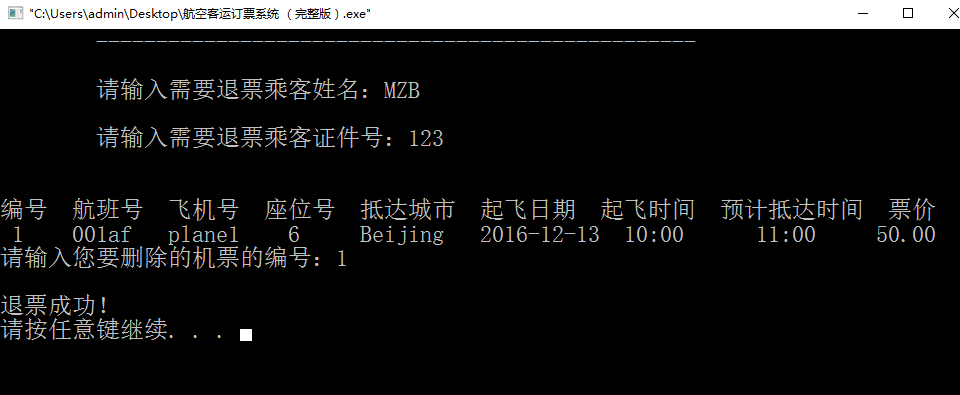 "C:\Users\admin\Desktop\航空客运订票系统 （完整版）.exe"
--------------------------------------------------
请输入需要退票乘客姓名：MZB
请输入需要退票乘客证件号：123
编号 航班号 飞机号 座位号 抵达城市 起飞日期 起飞时间 预计抵达时间 票价
1 001af plane1 6 Beijing 2016-12-13 10:00 11:00 50.00
请输入您要删除的机票的编号：1
退票成功！
请按任意键继续. . .